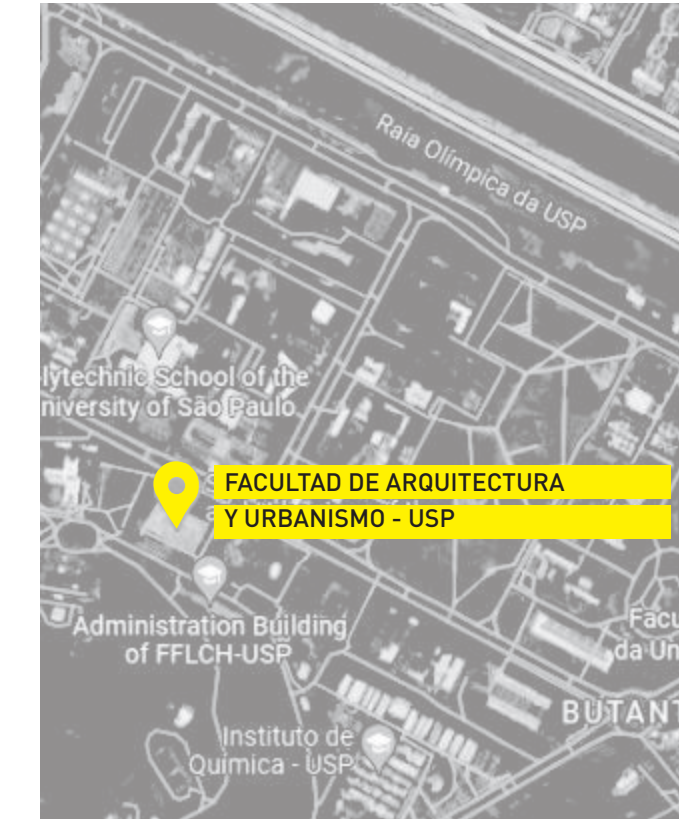 Raia Olímpica da USP
lytechnic School of the
niversity of São Paulo
FACULTAD DE ARQUITECTURA
Y URBANISMO - USP
Administration Building
of FFLCH-USP
Facu
da Un
BUTANT
Instituto de
Química - USP